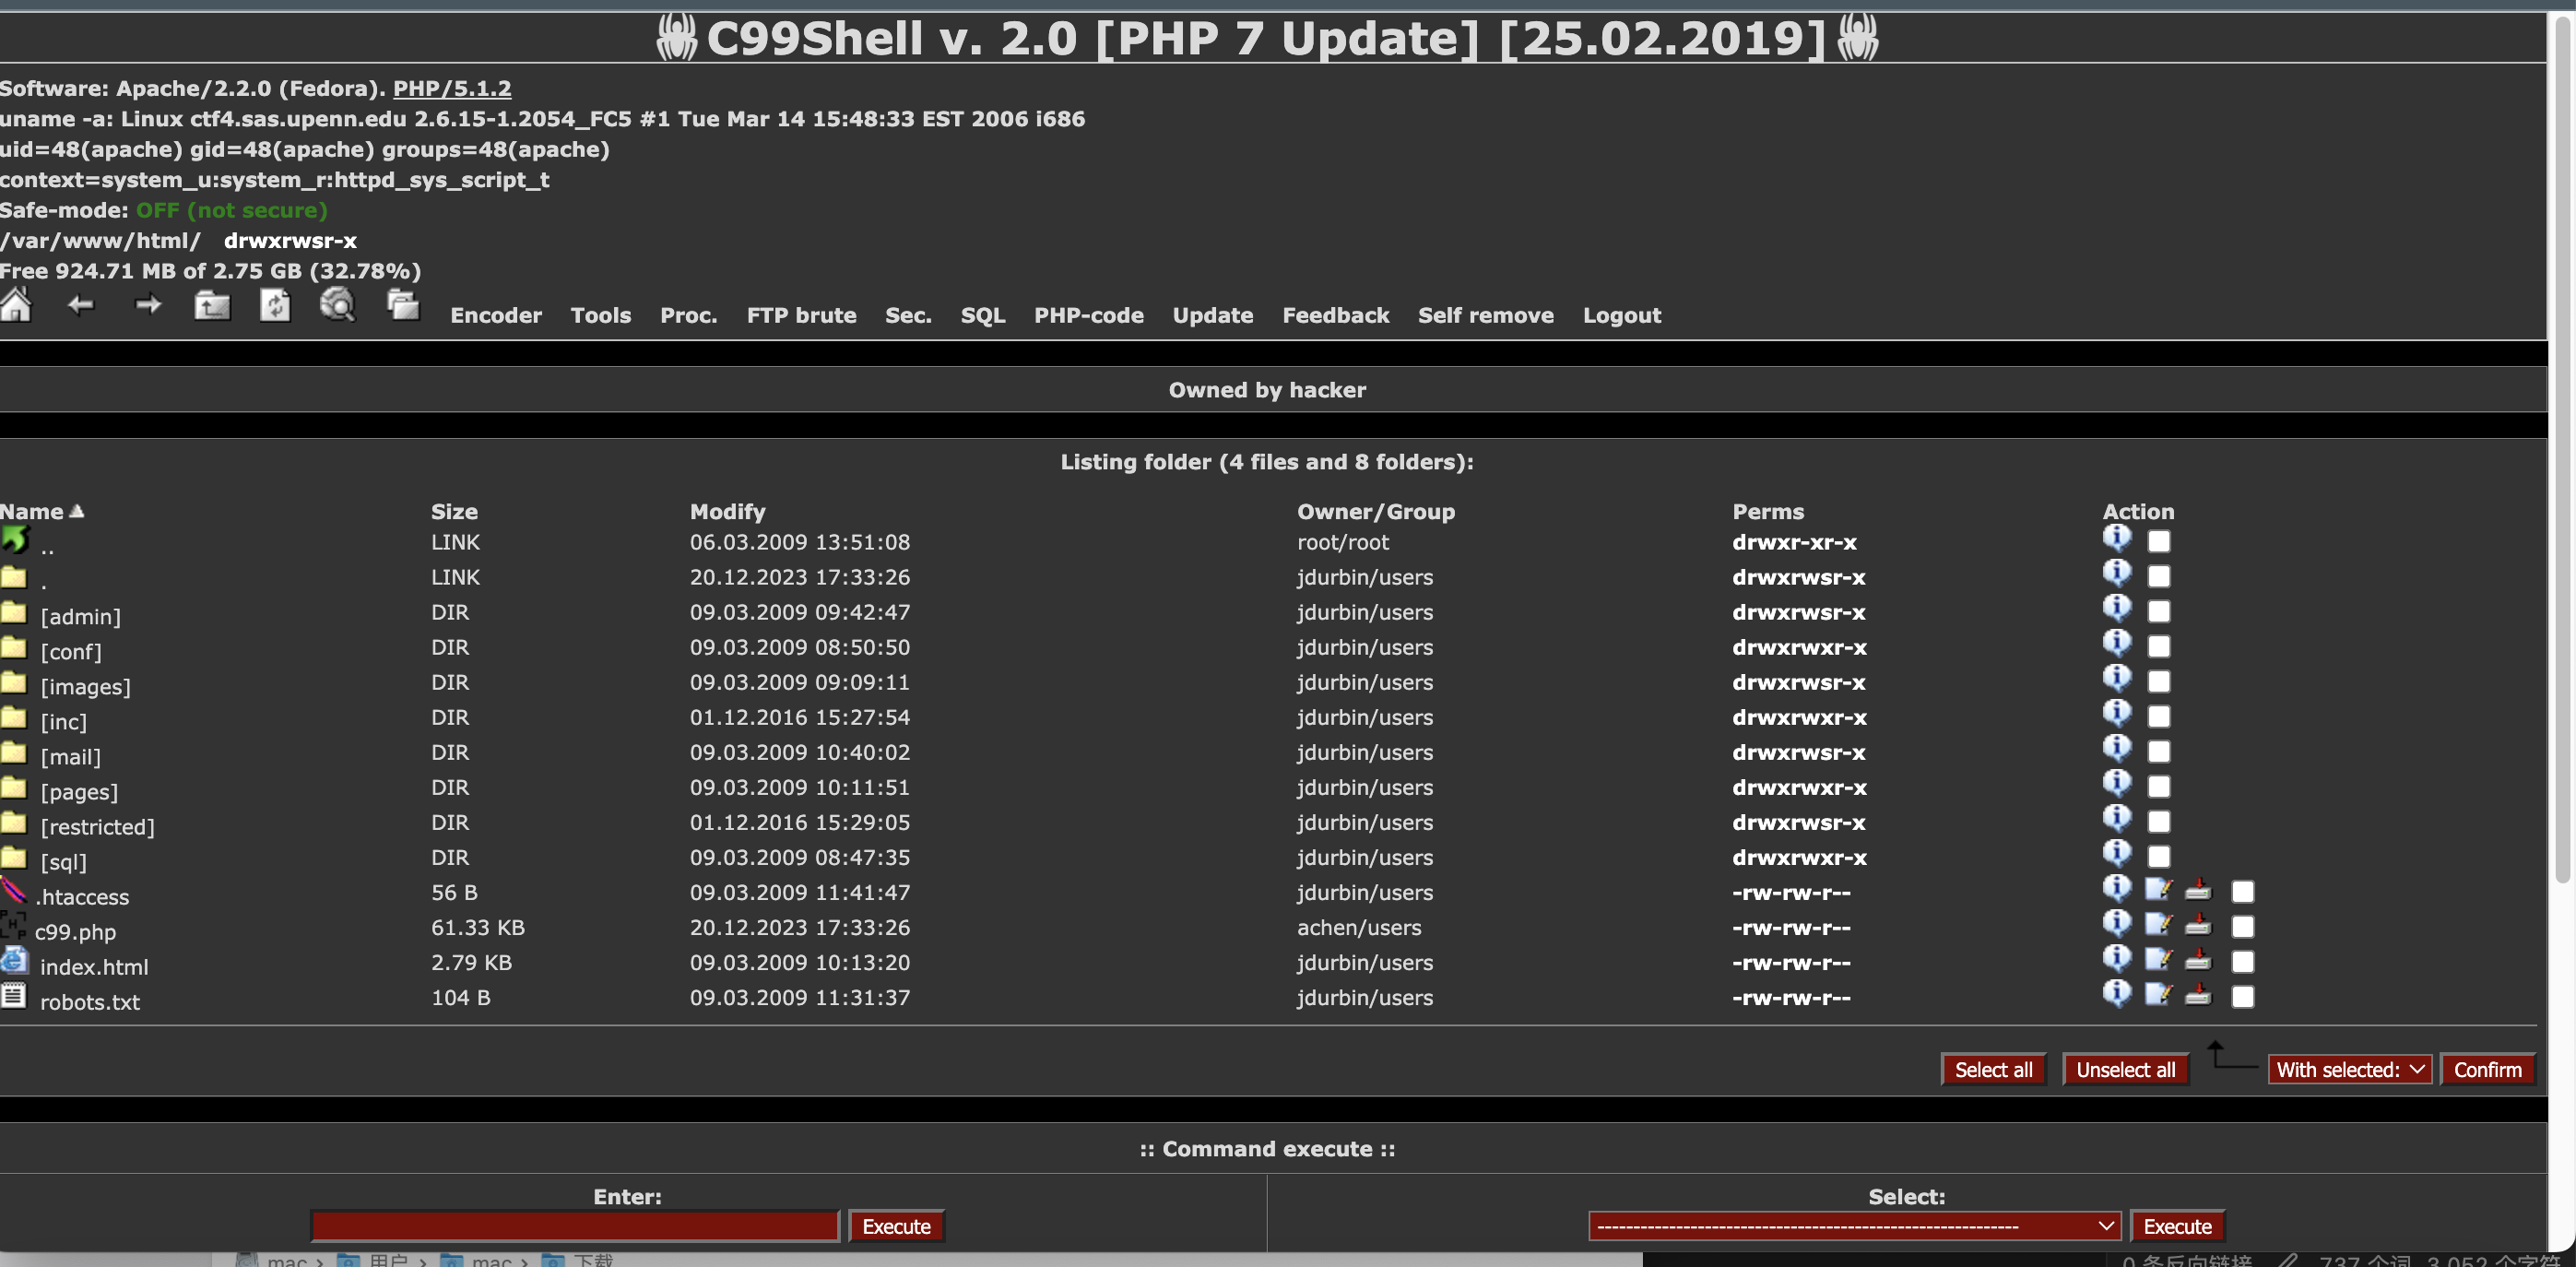 C99Shell v. 2.0 [PHP 7 Update] [25.02.2019]
Software: Apache/2.2.0 (Fedora). PHP/5.1.2
uname -a: Linux ctf4.sas.upenn.edu 2.6.15-1.2054_FC5 #1 Tue Mar 14 15:48:33 EST 2006 i686
uid=48(apache) gid=48(apache) groups=48(apache)
context=system_u:system_r:httpd_sys_script_t
Safe-mode: OFF (not secure)
/var/www/html/ drwxrwsr-x
Free 924.71 MB of 2.75 GB (32.78%)
Encoder Tools Proc. FTP brute Sec. SQL PHP-code Update Feedback Self remove Logout
Owned by hacker
Listing folder (4 files and 8 folders):
Name Size Modify Owner/Group Perms Action
.. LINK 06.03.2009 13:51:08 root/root drwxr-xr-x
. LINK 20.12.2023 17:33:26 jdurbin/users drwxrwsr-x
[admin] DIR 09.03.2009 09:42:47 jdurbin/users drwxrwsr-x
[conf] DIR 09.03.2009 08:50:50 jdurbin/users drwxrwxr-x
[images] DIR 09.03.2009 09:09:11 jdurbin/users drwxrwsr-x
[inc] DIR 01.12.2016 15:27:54 jdurbin/users drwxrwxr-x
[mail] DIR 09.03.2009 10:40:02 jdurbin/users drwxrwsr-x
[pages] DIR 09.03.2009 10:11:51 jdurbin/users drwxrwxr-x
[restricted] DIR 01.12.2016 15:29:05 jdurbin/users drwxrwsr-x
[sql] DIR 09.03.2009 08:47:35 jdurbin/users drwxrwxr-x
.htaccess 56 B 09.03.2009 11:41:47 jdurbin/users -rw-rw-r--
c99.php 61.33 KB 20.12.2023 17:33:26 achen/users -rw-rw-r--
index.html 2.79 KB 09.03.2009 10:13:20 jdurbin/users -rw-rw-r--
robots.txt 104 B 09.03.2009 11:31:37 jdurbin/users -rw-rw-r--
Select all Unselect all With selected: Confirm
:: Command execute ::
Enter: Select:
Execute ----------------------------------------------------------- Execute
mac › 用户 › mac › 下载 0 条反向链接 737 个词 3,052 个字符